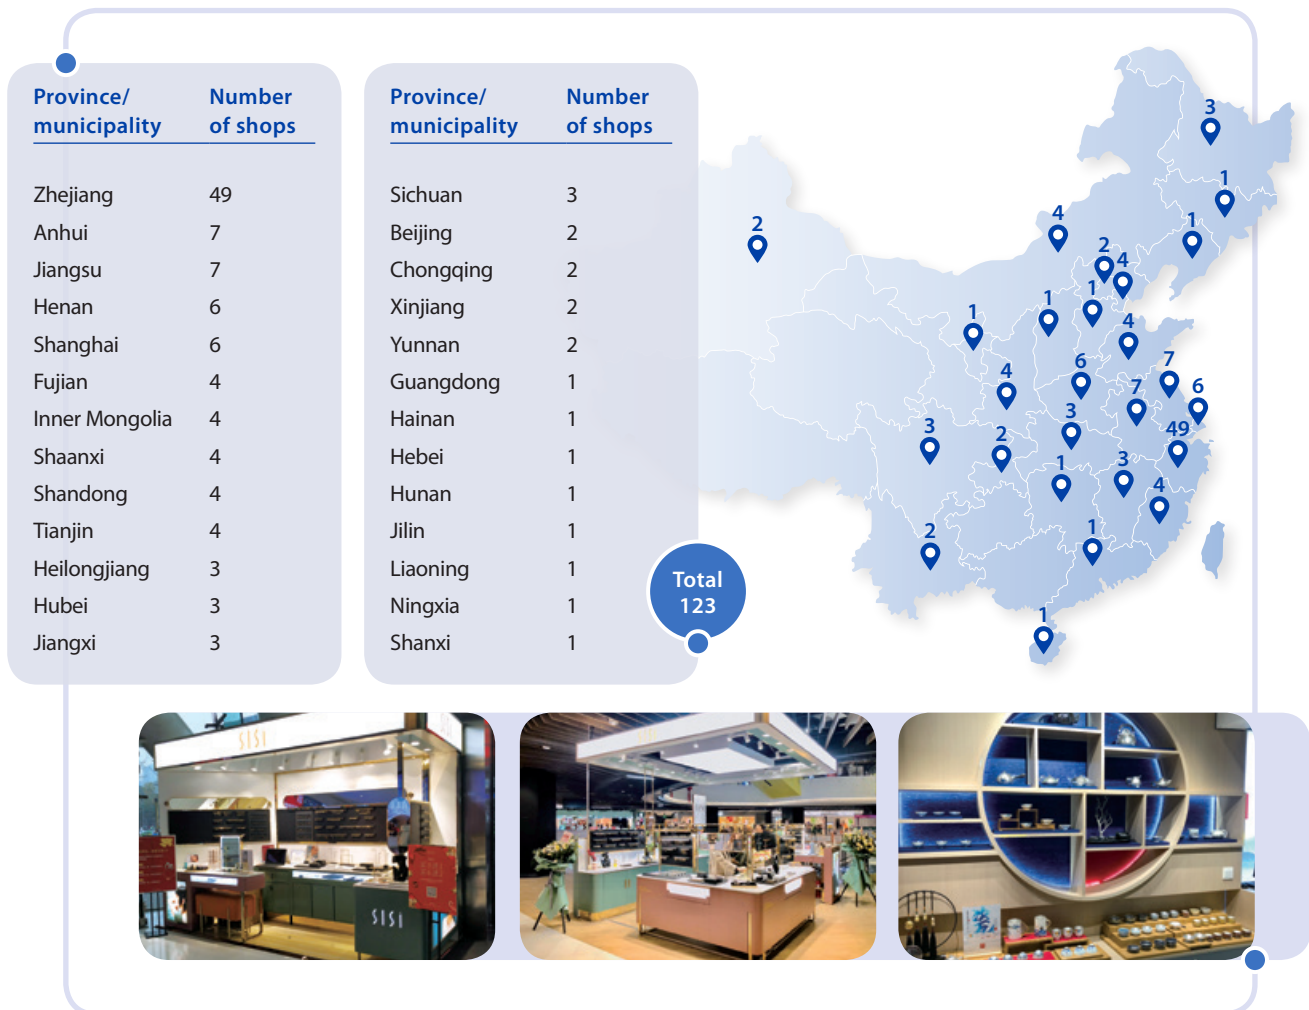 Province/ Number
municipality of shops
Zhejiang 49
Anhui 7
Jiangsu 7
Henan 6
Shanghai 6
Fujian 4
Inner Mongolia 4
Shaanxi 4
Shandong 4
Tianjin 4
Heilongjiang 3
Hubei 3
Jiangxi 3
Province/ Number
municipality of shops
Sichuan 3
Beijing 2
Chongqing 2
Xinjiang 2
Yunnan 2
Guangdong 1
Hainan 1
Hebei 1
Hunan 1
Jilin 1
Liaoning 1
Ningxia 1
Shanxi 1
Total
123
3
1
4
1
2
2
4
1
1
1
4
4
6
7
7
6
3
3
2
49
1
3
4
2
1
1
SISI
SISI
SISI